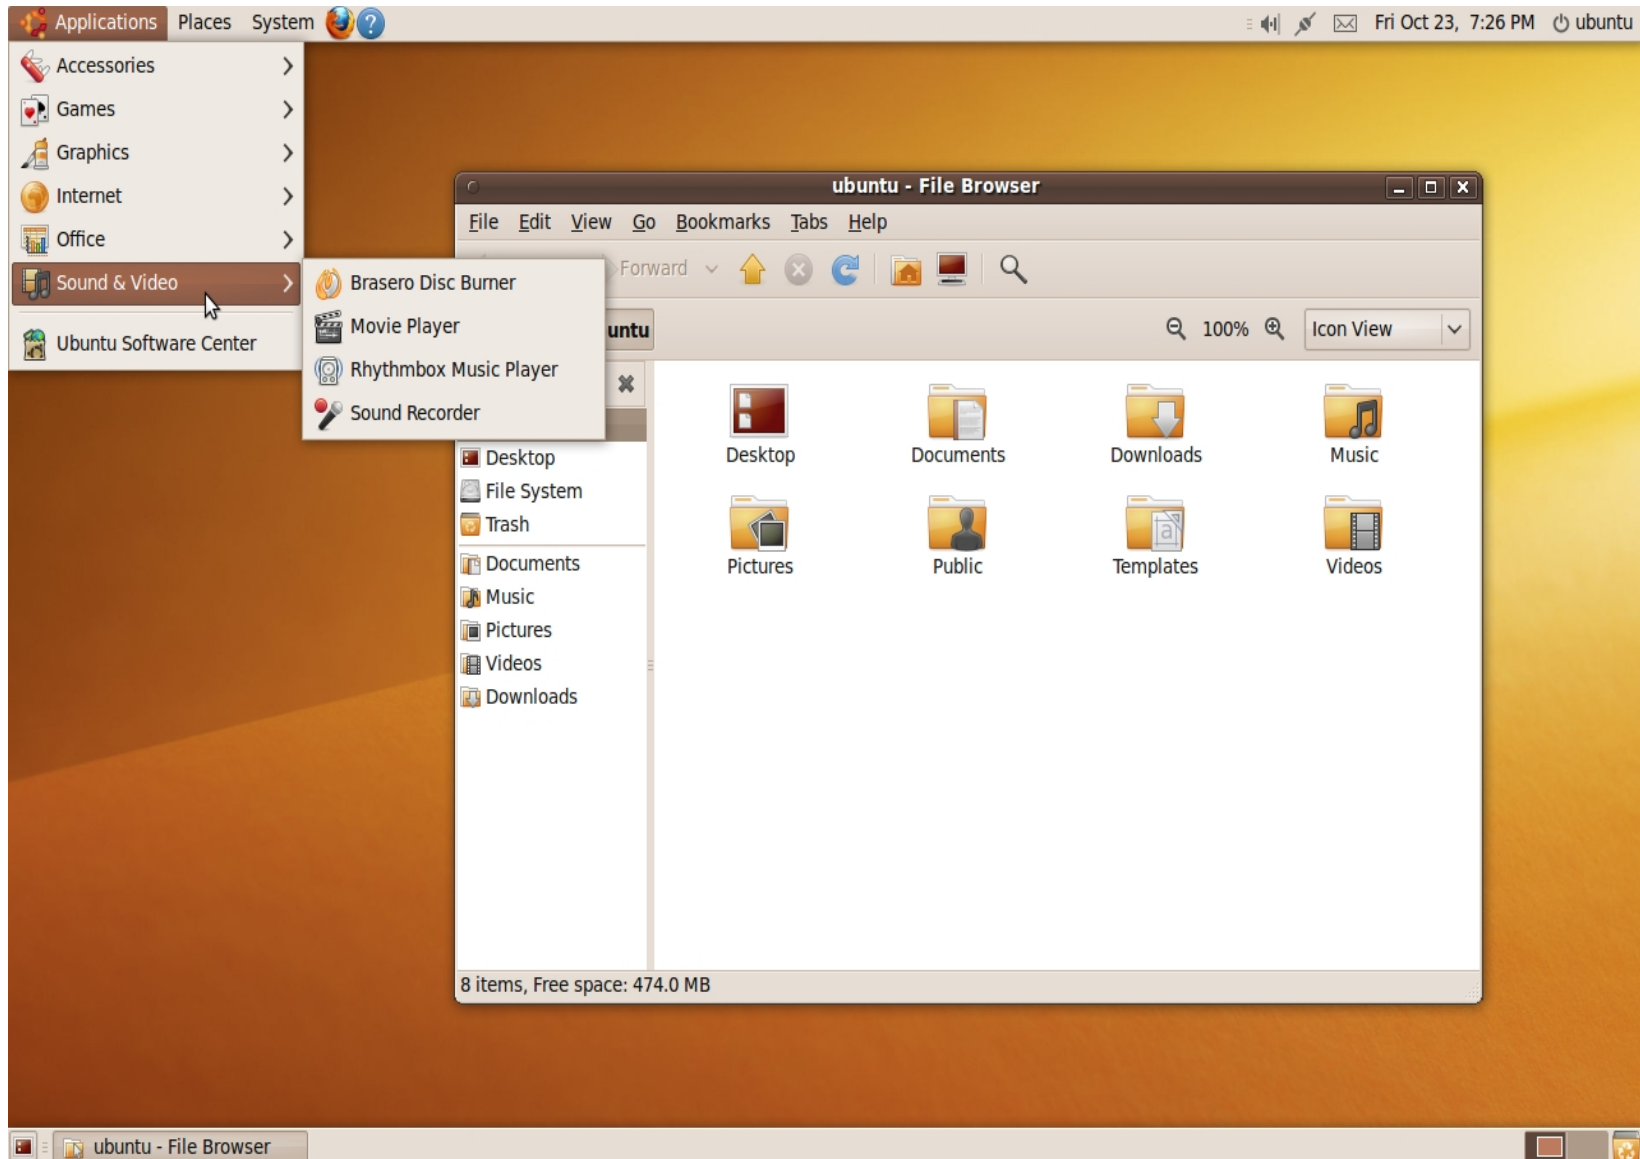 Applications Places System Fri Oct 23, 7:26 PM ubuntu
Accessories
Games
Graphics
Internet
Office
Sound & Video
Ubuntu Software Center
Brasero Disc Burner
Movie Player
Rhythmbox Music Player
Sound Recorder
ubuntu - File Browser
File Edit View Go Bookmarks Tabs Help
Forward
untu 100% Icon View
Desktop
File System
Trash
Documents
Music
Pictures
Videos
Downloads
Desktop Documents Downloads Music
Pictures Public Templates Videos
8 items, Free space: 474.0 MB
ubuntu - File Browser